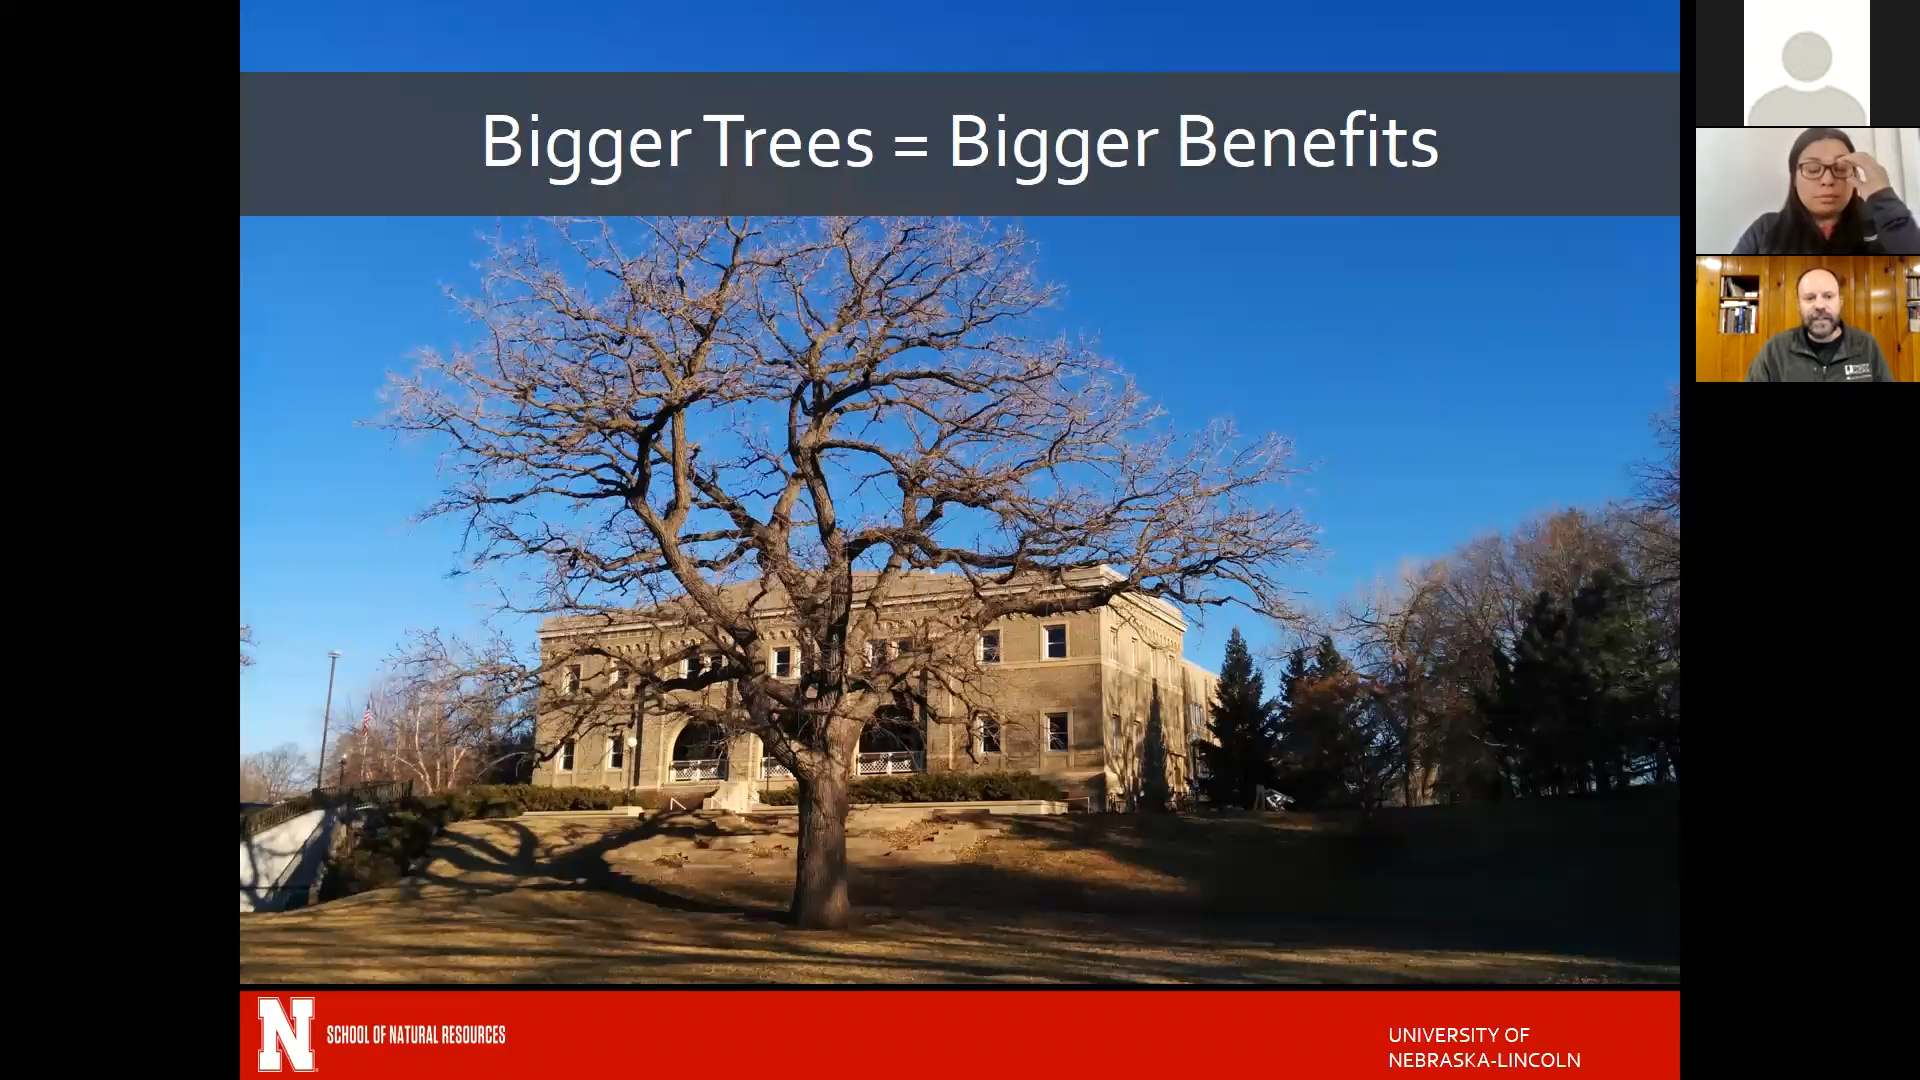 Bigger Trees = Bigger Benefits
N
SCHOOL OF NATURAL RESOURCES
UNIVERSITY OF
NEBRASKA-LINCOLN